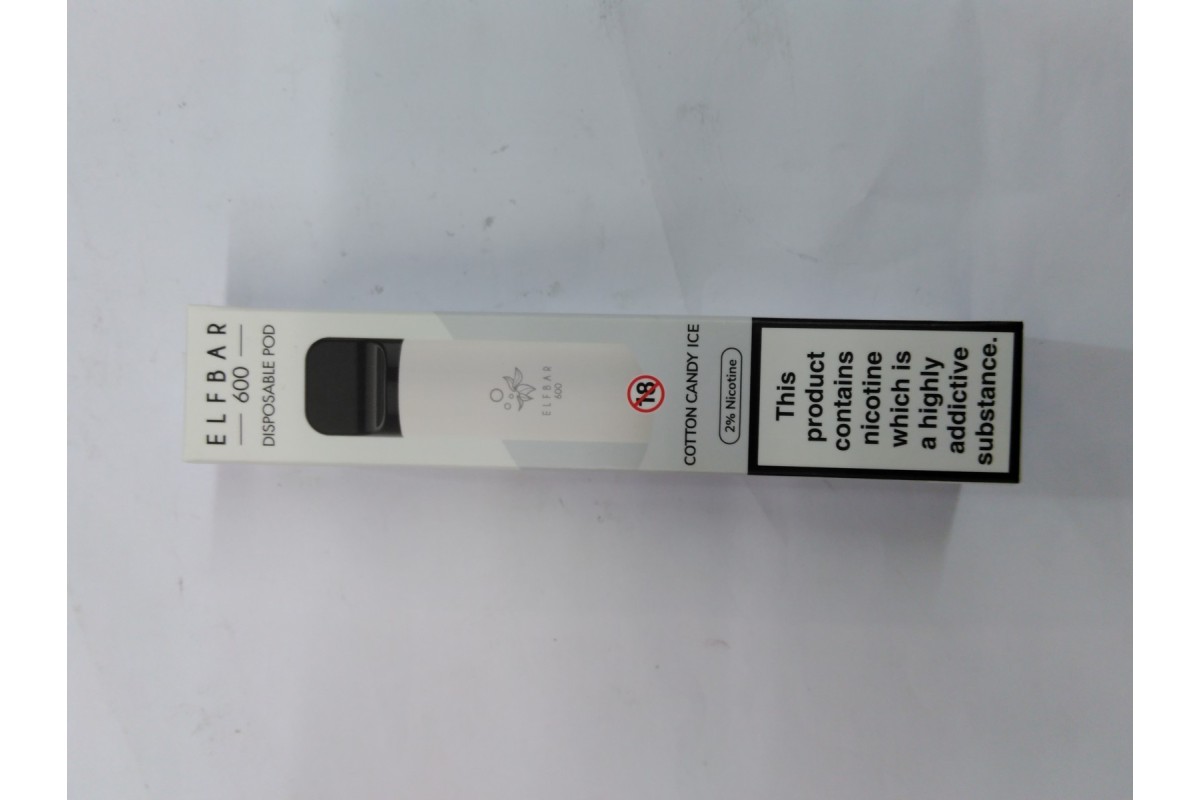 ELFBAR
600
DISPOSABLE POD
ELFBAR
600
18
COTTON CANDY ICE
2% Nicotine
This
product
contains
nicotine
which is
a highly
addictive
substance.